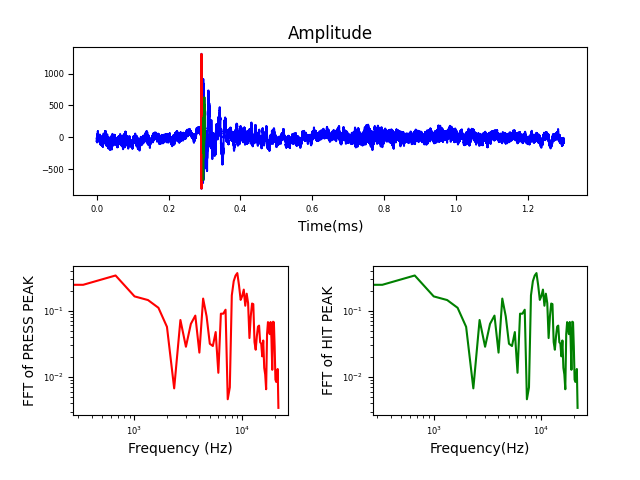 Amplitude
1000
500
0
−500
0.0 0.2 0.4 0.6 0.8 1.0 1.2
Time(ms)
FFT of PRESS PEAK
10⁻¹
10⁻²
10³ 10⁴
Frequency (Hz)
FFT of HIT PEAK
10⁻¹
10⁻²
10³ 10⁴
Frequency(Hz)